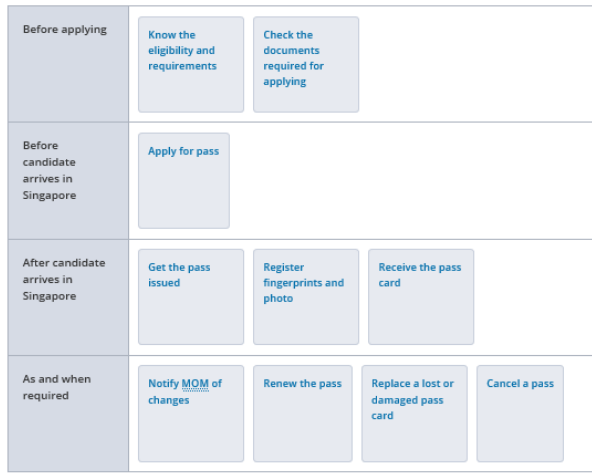 Before applying
Know the
eligibility and
requirements
Check the
documents
required for
applying
Before
candidate
arrives in
Singapore
Apply for pass
After candidate
arrives in
Singapore
Get the pass
issued
Register
fingerprints and
photo
Receive the pass
card
As and when
required
Notify MOM of
changes
Renew the pass
Replace a lost or
damaged pass
card
Cancel a pass